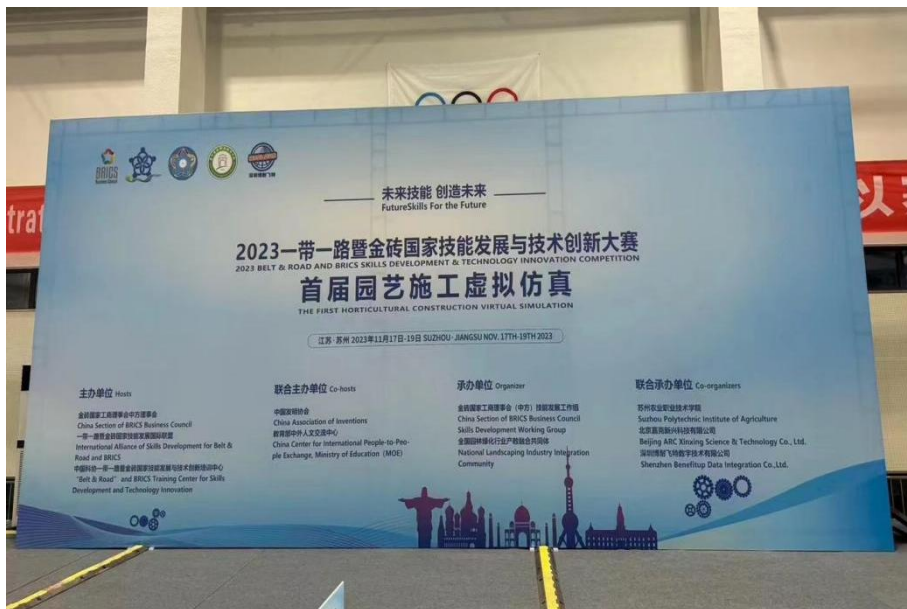 BRICS
Business Council
trat
以
未来技能 创造未来
FutureSkills For the Future
2023一带一路暨金砖国家技能发展与技术创新大赛
2023 BELT & ROAD AND BRICS SKILLS DEVELOPMENT & TECHNOLOGY INNOVATION COMPETITION
首届园艺施工虚拟仿真
THE FIRST HORTICULTURAL CONSTRUCTION VIRTUAL SIMULATION
江苏·苏州 2023年11月17日-19日 SUZHOU·JIANGSU NOV. 17TH-19TH 2023
主办单位 Hosts
金砖国家工商理事会中方理事会
China Section of BRICS Business Council
一带一路暨金砖国家技能发展国际联盟
International Alliance of Skills Development for Belt &
Road and BRICS
中国科协一带一路暨金砖国家技能发展与技术创新培训中心
"Belt & Road" and BRICS Training Center for Skills
Development and Technology Innovation
联合主办单位 Co-hosts
中国发明协会
China Association of Inventions
教育部中外人文交流中心
China Center for International People-to-Peo-
ple Exchange, Ministry of Education (MOE)
承办单位 Organizer
金砖国家工商理事会（中方）技能发展工作组
China Section of BRICS Business Council
Skills Development Working Group
全国园林绿化行业产教融合共同体
National Landscaping Industry Integration
Community
联合承办单位 Co-organizers
苏州农业职业技术学院
Suzhou Polytechnic Institute of Agriculture
北京嘉克新兴科技有限公司
Beijing ARC Xinxing Science & Technology Co., Ltd.
深圳博制飞特数字技术有限公司
Shenzhen Benefitup Data Integration Co.,Ltd.